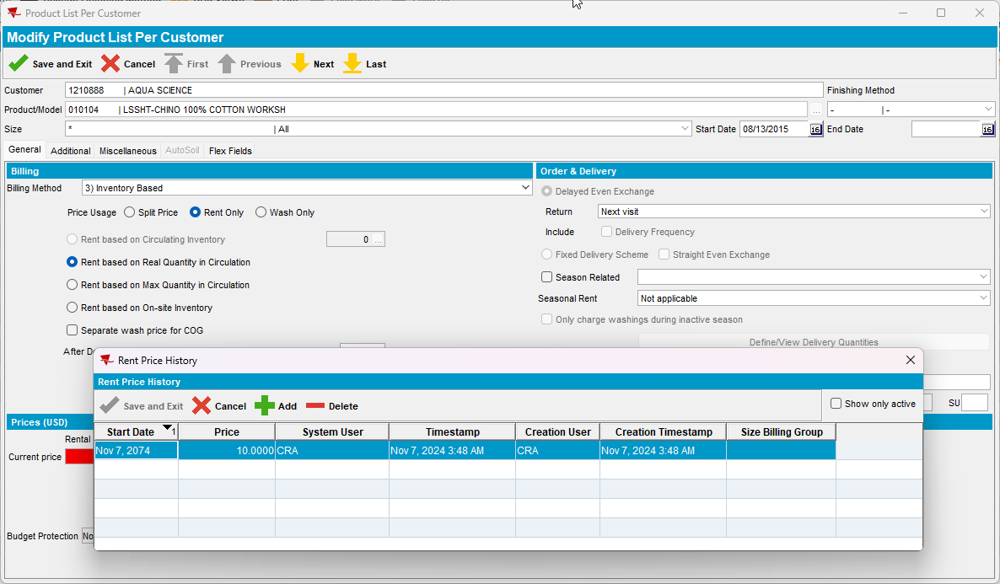 Product List Per Customer
Modify Product List Per Customer
Save and Exit Cancel First Previous Next Last
Customer 1210888 | AQUA SCIENCE Finishing Method
Product/Model 010104 | LSSHT-CHINO 100% COTTON WORKSH ... - | -
Size * | All Start Date 08/13/2015 16 End Date 16
General Additional Miscellaneous AutoSoil Flex Fields
Billing Order & Delivery
Billing Method 3) Inventory Based Delayed Even Exchange
Price Usage Split Price Rent Only Wash Only Return Next visit
Include Delivery Frequency
Rent based on Circulating Inventory 0 ...
Fixed Delivery Scheme Straight Even Exchange
Rent based on Real Quantity in Circulation
Season Related
Rent based on Max Quantity in Circulation
Seasonal Rent Not applicable
Rent based on On-site Inventory
Only charge washings during inactive season
Separate wash price for COG
Define/View Delivery Quantities
After D
Rent Price History
Rent Price History
Save and Exit Cancel Add Delete Show only active SU
Prices (USD)
Start Date 1 Price System User Timestamp Creation User Creation Timestamp Size Billing Group
Rental
Nov 7, 2074 10.0000 CRA Nov 7, 2024 3:48 AM CRA Nov 7, 2024 3:48 AM
Current price
Budget Protection No